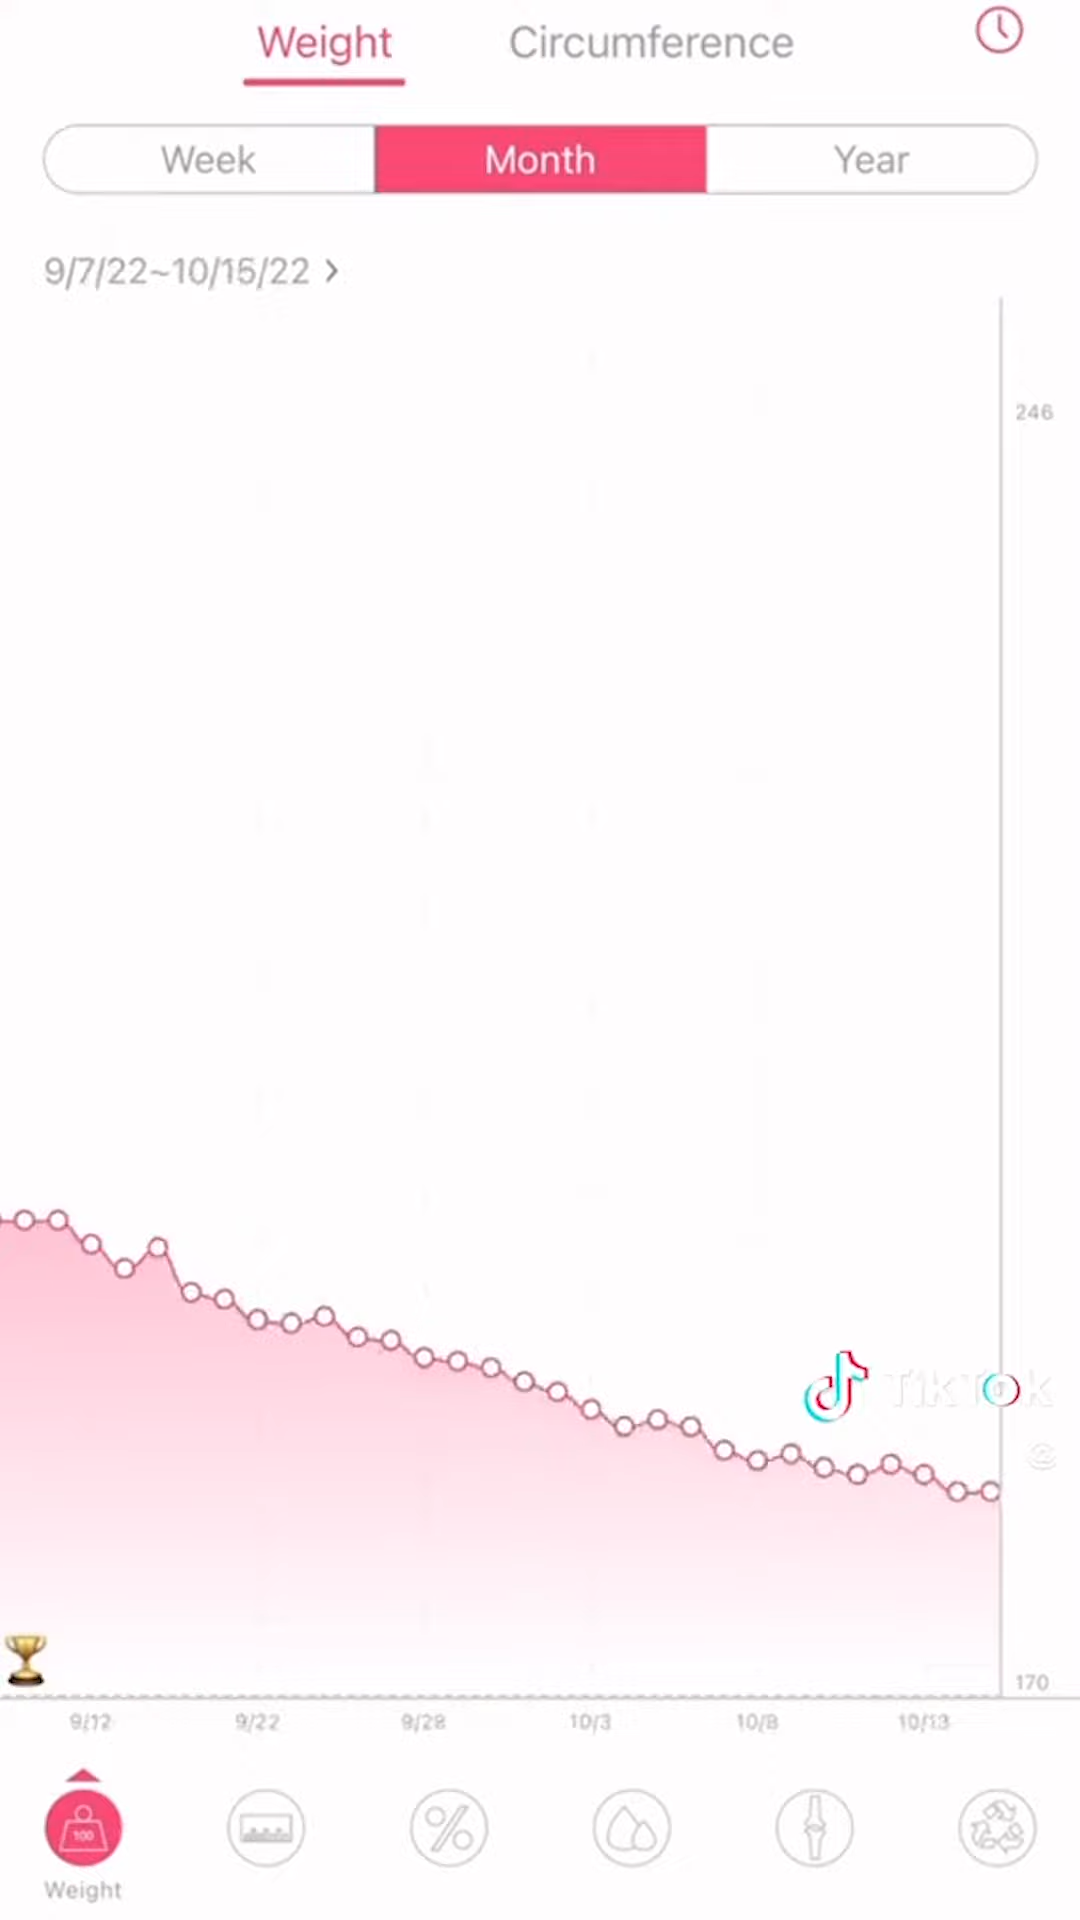 Weight Circumference
Week Month Year
9/7/22~10/15/22 >
246
TikTok
170
9/12 9/22 9/28 10/3 10/8 10/13
100
Weight